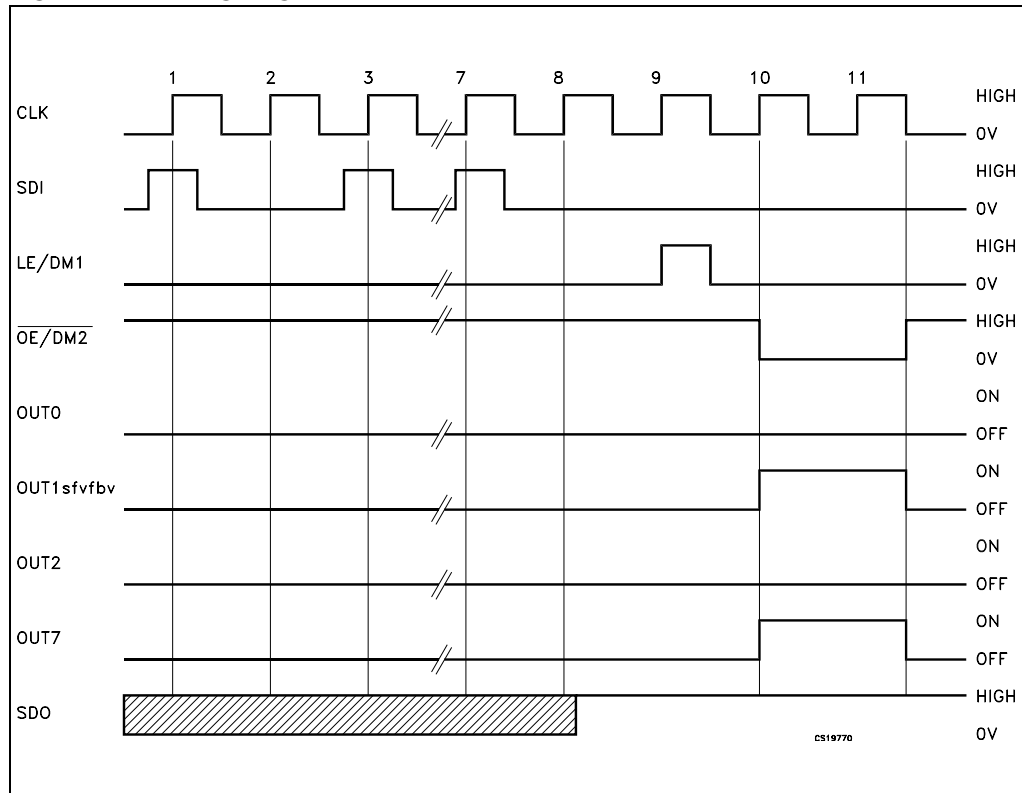 1 2 3 7 8 9 10 11
CLK HIGH
0V
SDI HIGH
0V
LE/DM1 HIGH
0V
OE/DM2 HIGH
0V
OUT0 ON
OFF
OUT1sfvfbv ON
OFF
OUT2 ON
OFF
OUT7 ON
OFF
SDO HIGH
0V
CS19770